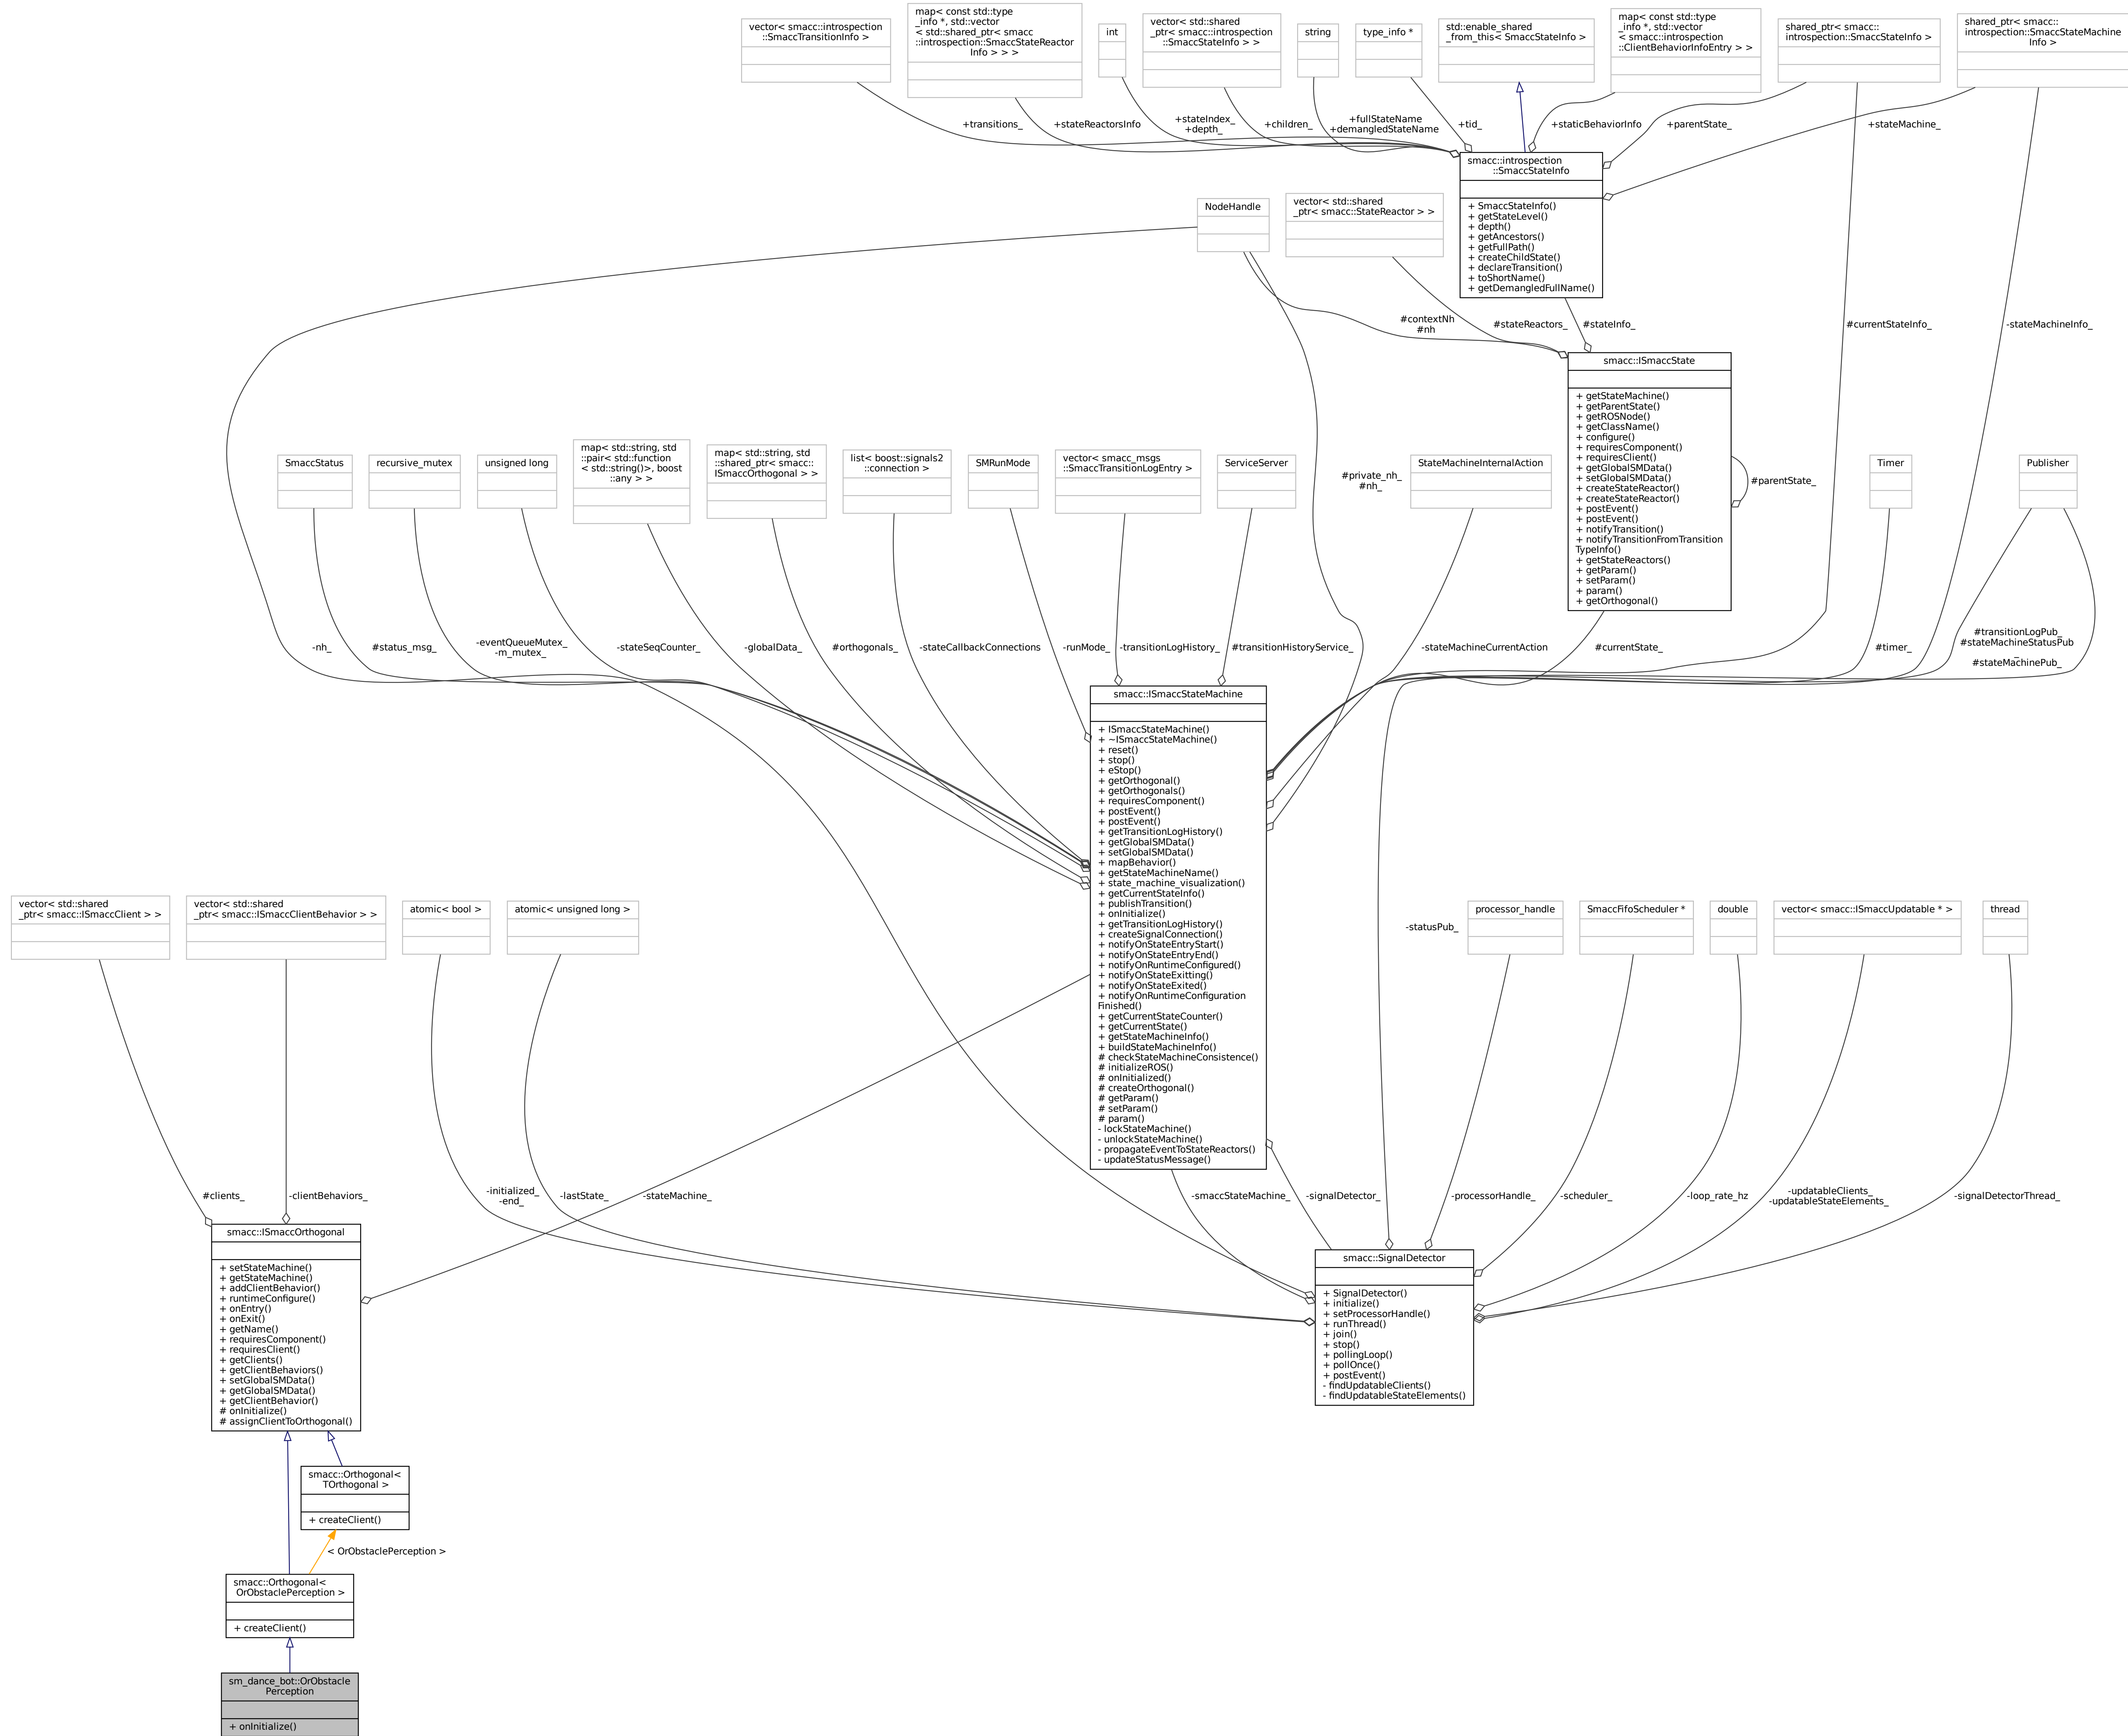 vector< smacc::introspection
::SmaccTransitionInfo >
map< const std::type
_info *, std::vector
< std::shared_ptr< smacc
::introspection::SmaccStateReactor
Info > > >
int
vector< std::shared
_ptr< smacc::introspection
::SmaccStateInfo > >
string
type_info *
std::enable_shared
_from_this< SmaccStateInfo >
map< const std::type
_info *, std::vector
< smacc::introspection
::ClientBehaviorInfoEntry > >
shared_ptr< smacc::
introspection::SmaccStateInfo >
shared_ptr< smacc::
introspection::SmaccStateMachine
Info >
+transitions_
+stateReactorsInfo
+stateIndex_
+depth_
+children_
+fullStateName
+demangledStateName
+tid_
+staticBehaviorInfo
+parentState_
+stateMachine_
smacc::introspection
::SmaccStateInfo
+ SmaccStateInfo()
+ getStateLevel()
+ depth()
+ getAncestors()
+ getFullPath()
+ createChildState()
+ declareTransition()
+ toShortName()
+ getDemangledFullName()
NodeHandle
vector< std::shared
_ptr< smacc::StateReactor > >
#contextNh
#nh
#stateReactors_
#stateInfo_
#currentStateInfo_
-stateMachineInfo_
smacc::ISmaccState
+ getStateMachine()
+ getParentState()
+ getROSNode()
+ getClassName()
+ configure()
+ requiresComponent()
+ requiresClient()
+ getGlobalSMData()
+ setGlobalSMData()
+ createStateReactor()
+ createStateReactor()
+ postEvent()
+ postEvent()
+ notifyTransition()
+ notifyTransitionFromTransition
TypeInfo()
+ getStateReactors()
+ getParam()
+ setParam()
+ param()
+ getOrthogonal()
#parentState_
SmaccStatus
recursive_mutex
unsigned long
map< std::string, std
::pair< std::function
< std::string()>, boost
::any > >
map< std::string, std
::shared_ptr< smacc::
ISmaccOrthogonal > >
list< boost::signals2
::connection >
SMRunMode
vector< smacc_msgs
::SmaccTransitionLogEntry >
ServiceServer
#private_nh_
#nh_
StateMachineInternalAction
Timer
Publisher
-nh_
#status_msg_
-eventQueueMutex_
-m_mutex_
-stateSeqCounter_
-globalData_
#orthogonals_
-stateCallbackConnections
-runMode_
-transitionLogHistory_
#transitionHistoryService_
-stateMachineCurrentAction
#currentState_
#timer_
#transitionLogPub_
#stateMachineStatusPub
_
#stateMachinePub_
smacc::ISmaccStateMachine
+ ISmaccStateMachine()
+ ~ISmaccStateMachine()
+ reset()
+ stop()
+ eStop()
+ getOrthogonal()
+ getOrthogonals()
+ requiresComponent()
+ postEvent()
+ postEvent()
+ getTransitionLogHistory()
+ getGlobalSMData()
+ setGlobalSMData()
+ mapBehavior()
+ getStateMachineName()
+ state_machine_visualization()
+ getCurrentStateInfo()
+ publishTransition()
+ onInitialize()
+ getTransitionLogHistory()
+ createSignalConnection()
+ notifyOnStateEntryStart()
+ notifyOnStateEntryEnd()
+ notifyOnRuntimeConfigured()
+ notifyOnStateExitting()
+ notifyOnStateExited()
+ notifyOnRuntimeConfiguration
Finished()
+ getCurrentStateCounter()
+ getCurrentState()
+ getStateMachineInfo()
+ buildStateMachineInfo()
# checkStateMachineConsistence()
# initializeROS()
# onInitialized()
# createOrthogonal()
# getParam()
# setParam()
# param()
- lockStateMachine()
- unlockStateMachine()
- propagateEventToStateReactors()
- updateStatusMessage()
vector< std::shared
_ptr< smacc::ISmaccClient > >
vector< std::shared
_ptr< smacc::ISmaccClientBehavior > >
atomic< bool >
atomic< unsigned long >
-statusPub_
processor_handle
SmaccFifoScheduler *
double
vector< smacc::ISmaccUpdatable * >
thread
#clients_
-clientBehaviors_
-initialized_
-end_
-lastState_
-stateMachine_
-smaccStateMachine_
-signalDetector_
-processorHandle_
-scheduler_
-loop_rate_hz
-updatableClients_
-updatableStateElements_
-signalDetectorThread_
smacc::ISmaccOrthogonal
+ setStateMachine()
+ getStateMachine()
+ addClientBehavior()
+ runtimeConfigure()
+ onEntry()
+ onExit()
+ getName()
+ requiresComponent()
+ requiresClient()
+ getClients()
+ getClientBehaviors()
+ setGlobalSMData()
+ getGlobalSMData()
+ getClientBehavior()
# onInitialize()
# assignClientToOrthogonal()
smacc::SignalDetector
+ SignalDetector()
+ initialize()
+ setProcessorHandle()
+ runThread()
+ join()
+ stop()
+ pollingLoop()
+ pollOnce()
+ postEvent()
- findUpdatableClients()
- findUpdatableStateElements()
smacc::Orthogonal<
TOrthogonal >
+ createClient()
< OrObstaclePerception >
smacc::Orthogonal<
OrObstaclePerception >
+ createClient()
sm_dance_bot::OrObstacle
Perception
+ onInitialize()